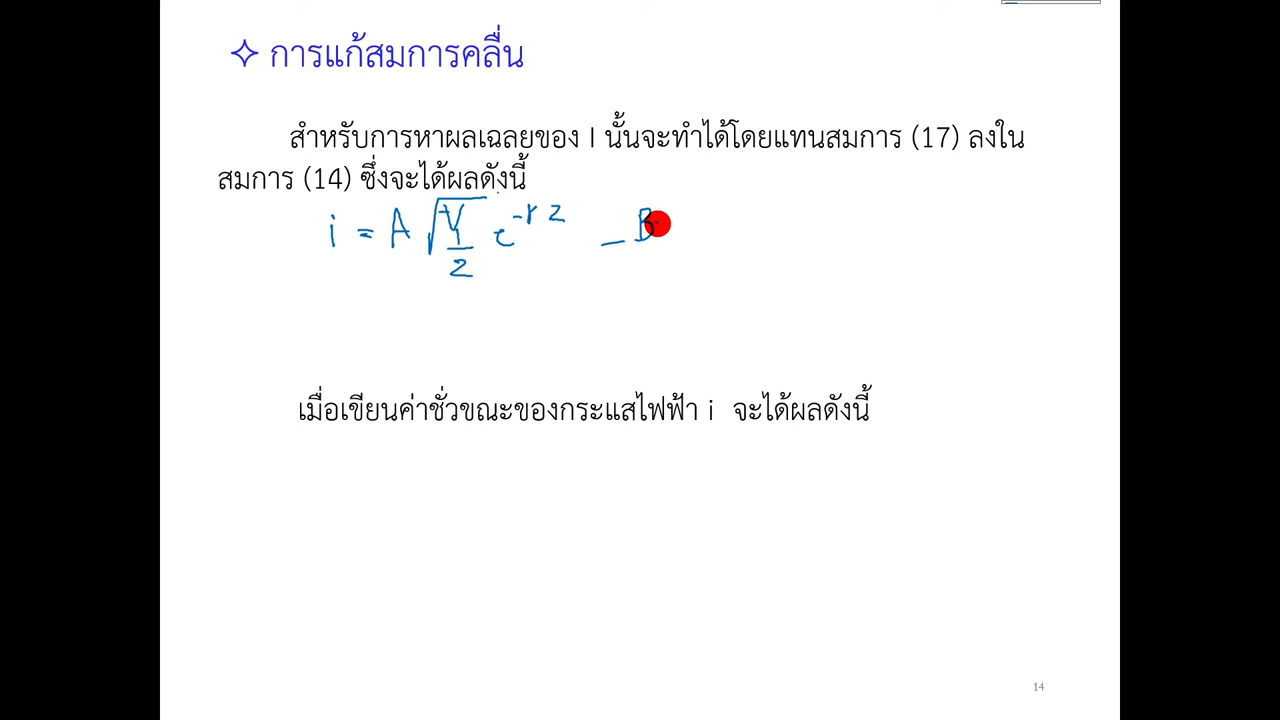 ✧ การแก้สมการคลื่น
สำหรับการหาผลเฉลยของ I นั้นจะทำได้โดยแทนสมการ (17) ลงใน
สมการ (14) ซึ่งจะได้ผลดังนี้
i = A √(Y/Z) e^(-γz) - B
เมื่อเขียนค่าชั่วขณะของกระแสไฟฟ้า i จะได้ผลดังนี้
14